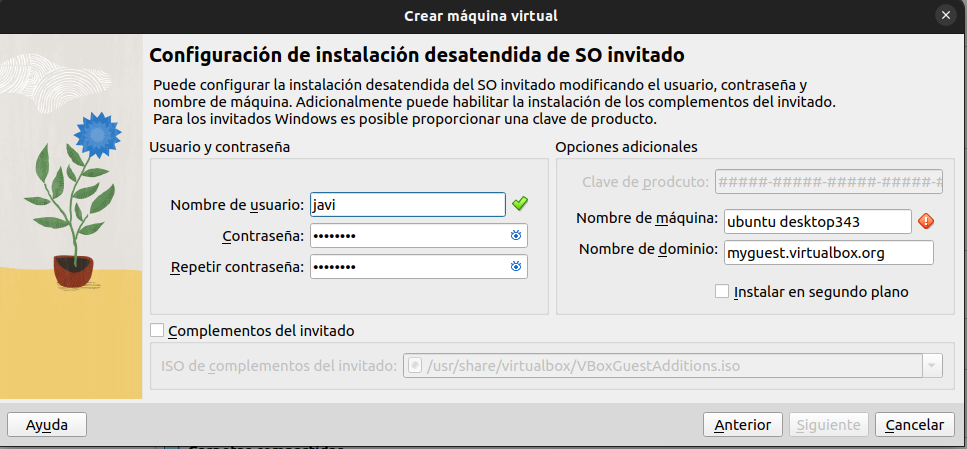 Crear máquina virtual
Configuración de instalación desatendida de SO invitado
Puede configurar la instalación desatendida del SO invitado modificando el usuario, contraseña y
nombre de máquina. Adicionalmente puede habilitar la instalación de los complementos del invitado.
Para los invitados Windows es posible proporcionar una clave de producto.
Usuario y contraseña
Nombre de usuario: javi
Contraseña: ••••••••
Repetir contraseña: ••••••••
Opciones adicionales
Clave de prodcuto: #####-#####-#####-#####-#
Nombre de máquina: ubuntu desktop343
Nombre de dominio: myguest.virtualbox.org
Instalar en segundo plano
Complementos del invitado
ISO de complementos del invitado: /usr/share/virtualbox/VBoxGuestAdditions.iso
Ayuda
Anterior
Siguiente
Cancelar